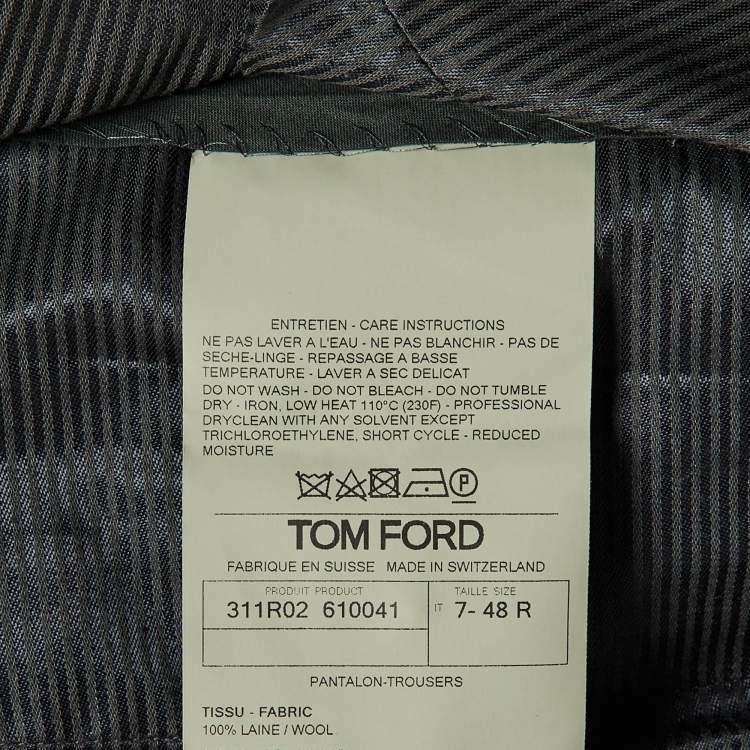 ENTRETIEN - CARE INSTRUCTIONS
NE PAS LAVER A L'EAU - NE PAS BLANCHIR - PAS DE
SECHE-LINGE - REPASSAGE A BASSE
TEMPERATURE - LAVER A SEC DELICAT
DO NOT WASH - DO NOT BLEACH - DO NOT TUMBLE
DRY - IRON, LOW HEAT 110°C (230F) - PROFESSIONAL
DRYCLEAN WITH ANY SOLVENT EXCEPT
TRICHLOROETHYLENE, SHORT CYCLE - REDUCED
MOISTURE
P
TOM FORD
FABRIQUE EN SUISSE MADE IN SWITZERLAND
PRODUIT PRODUCT TAILLE SIZE
311R02 610041 IT 7- 48 R
PANTALON-TROUSERS
TISSU - FABRIC
100% LAINE / WOOL